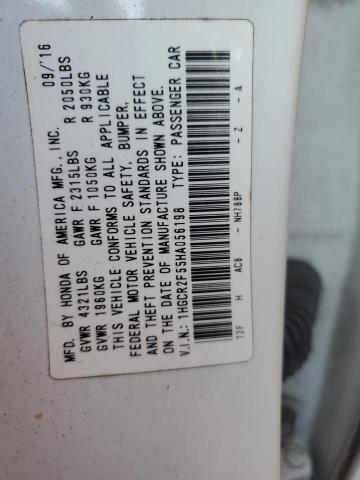 MFD. BY HONDA OF AMERICA MFG., INC. 09/'16
GVWR 4321LBS GAWR F 2315LBS R 2050LBS
GVWR 1960KG GAWR F 1050KG R 930KG
THIS VEHICLE CONFORMS TO ALL APPLICABLE
FEDERAL MOTOR VEHICLE SAFETY, BUMPER,
AND THEFT PREVENTION STANDARDS IN EFFECT
ON THE DATE OF MANUFACTURE SHOWN ABOVE.
V.I.N.: 1HGCR2F55HA056198 TYPE: PASSENGER CAR
T2F H AC8 - NH788P - Z - A